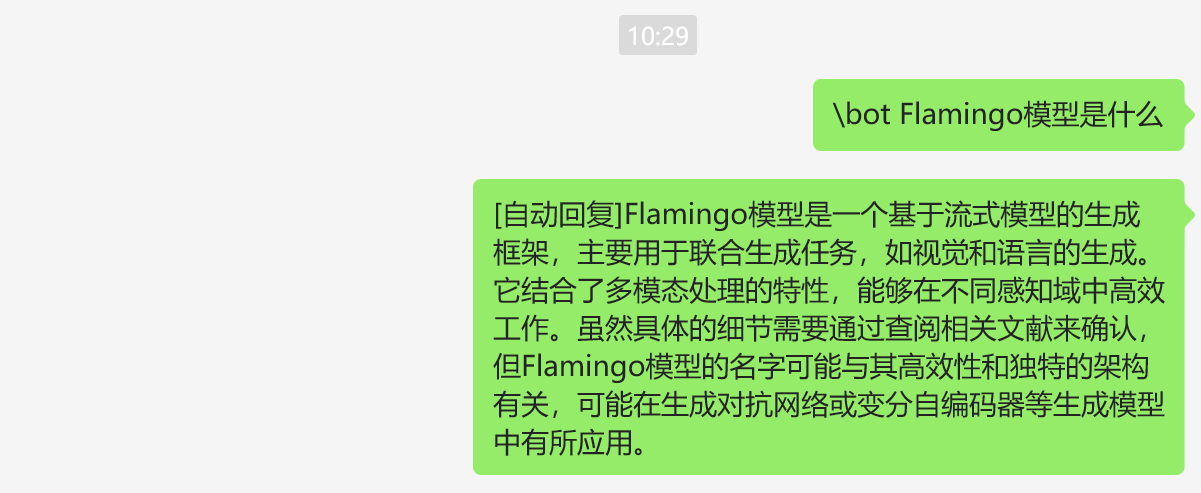 10:29
\bot Flamingo模型是什么
[自动回复]Flamingo模型是一个基于流式模型的生成
框架，主要用于联合生成任务，如视觉和语言的生成。
它结合了多模态处理的特性，能够在不同感知域中高效
工作。虽然具体的细节需要通过查阅相关文献来确认，
但Flamingo模型的名字可能与其高效性和独特的架构
有关，可能在生成对抗网络或变分自编码器等生成模型
中有所应用。